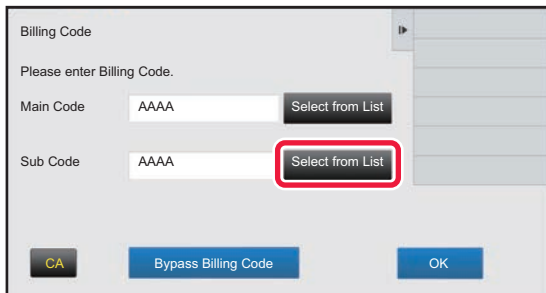 Billing Code
Please enter Billing Code.
Main Code AAAA Select from List
Sub Code AAAA Select from List
CA Bypass Billing Code OK